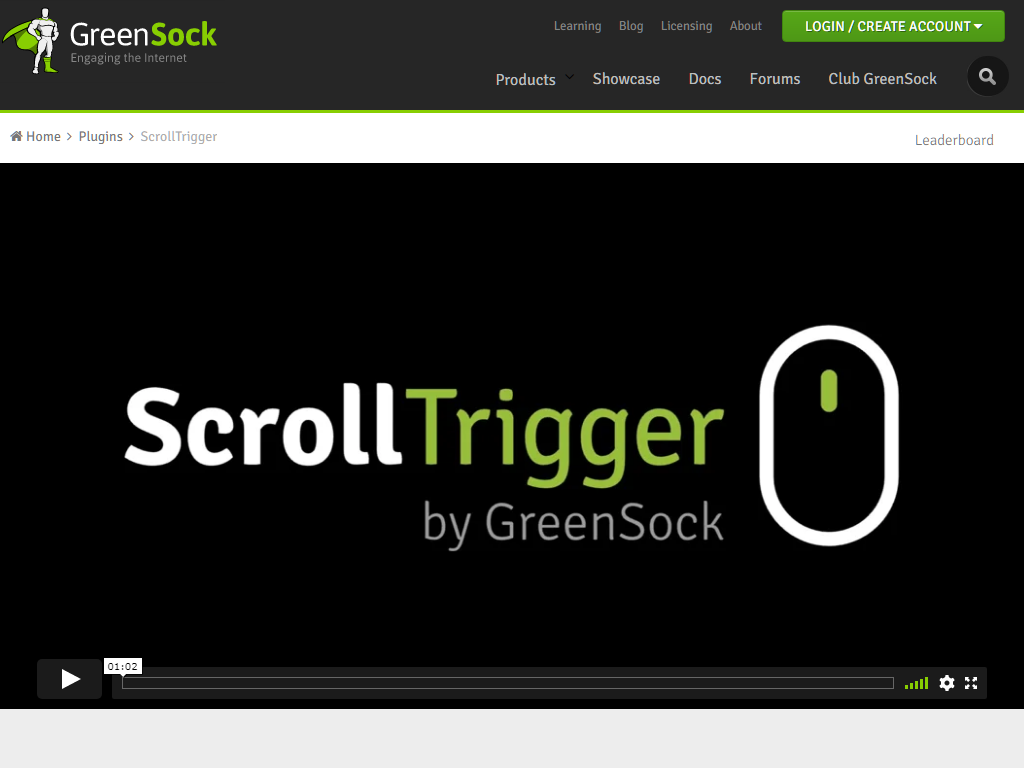 GreenSock
Engaging the Internet
Learning Blog Licensing About
LOGIN / CREATE ACCOUNT
Products Showcase Docs Forums Club GreenSock
Home Plugins ScrollTrigger
Leaderboard
ScrollTrigger
by GreenSock
01:02